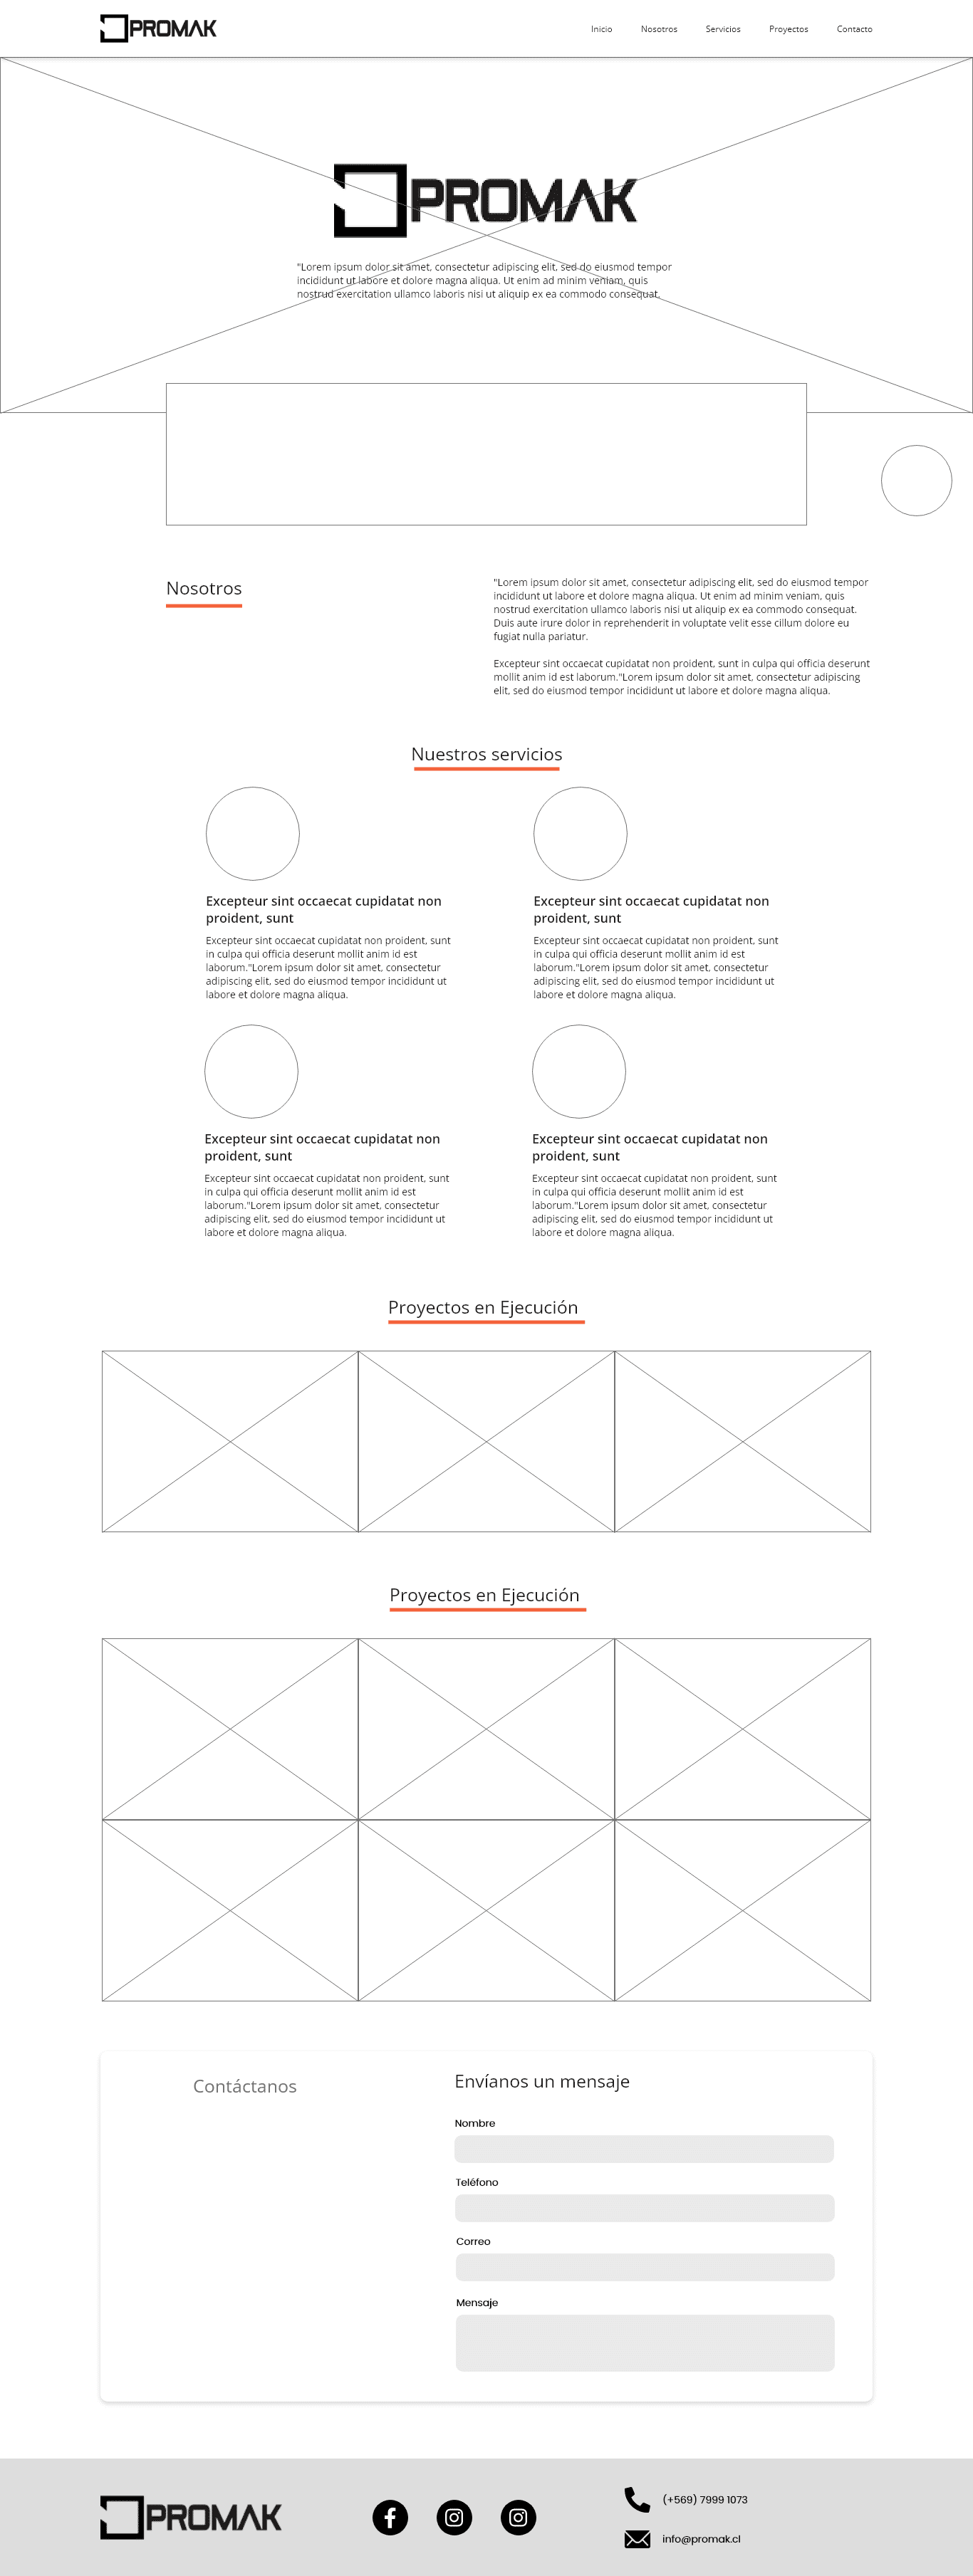 PROMAK
Inicio Nosotros Servicios Proyectos Contacto
PROMAK
"Lorem ipsum dolor sit amet, consectetur adipiscing elit, sed do eiusmod tempor
incididunt ut labore et dolore magna aliqua. Ut enim ad minim veniam, quis
nostrud exercitation ullamco laboris nisi ut aliquip ex ea commodo consequat.
Nosotros
"Lorem ipsum dolor sit amet, consectetur adipiscing elit, sed do eiusmod tempor
incididunt ut labore et dolore magna aliqua. Ut enim ad minim veniam, quis
nostrud exercitation ullamco laboris nisi ut aliquip ex ea commodo consequat.
Duis aute irure dolor in reprehenderit in voluptate velit esse cillum dolore eu
fugiat nulla pariatur.
Excepteur sint occaecat cupidatat non proident, sunt in culpa qui officia deserunt
mollit anim id est laborum."Lorem ipsum dolor sit amet, consectetur adipiscing
elit, sed do eiusmod tempor incididunt ut labore et dolore magna aliqua.
Nuestros servicios
Excepteur sint occaecat cupidatat non
proident, sunt
Excepteur sint occaecat cupidatat non proident, sunt
in culpa qui officia deserunt mollit anim id est
laborum."Lorem ipsum dolor sit amet, consectetur
adipiscing elit, sed do eiusmod tempor incididunt ut
labore et dolore magna aliqua.
Excepteur sint occaecat cupidatat non
proident, sunt
Excepteur sint occaecat cupidatat non proident, sunt
in culpa qui officia deserunt mollit anim id est
laborum."Lorem ipsum dolor sit amet, consectetur
adipiscing elit, sed do eiusmod tempor incididunt ut
labore et dolore magna aliqua.
Excepteur sint occaecat cupidatat non
proident, sunt
Excepteur sint occaecat cupidatat non proident, sunt
in culpa qui officia deserunt mollit anim id est
laborum."Lorem ipsum dolor sit amet, consectetur
adipiscing elit, sed do eiusmod tempor incididunt ut
labore et dolore magna aliqua.
Excepteur sint occaecat cupidatat non
proident, sunt
Excepteur sint occaecat cupidatat non proident, sunt
in culpa qui officia deserunt mollit anim id est
laborum."Lorem ipsum dolor sit amet, consectetur
adipiscing elit, sed do eiusmod tempor incididunt ut
labore et dolore magna aliqua.
Proyectos en Ejecución
Proyectos en Ejecución
Contáctanos
Envíanos un mensaje
Nombre
Teléfono
Correo
Mensaje
PROMAK
(+569) 7999 1073
info@promak.cl